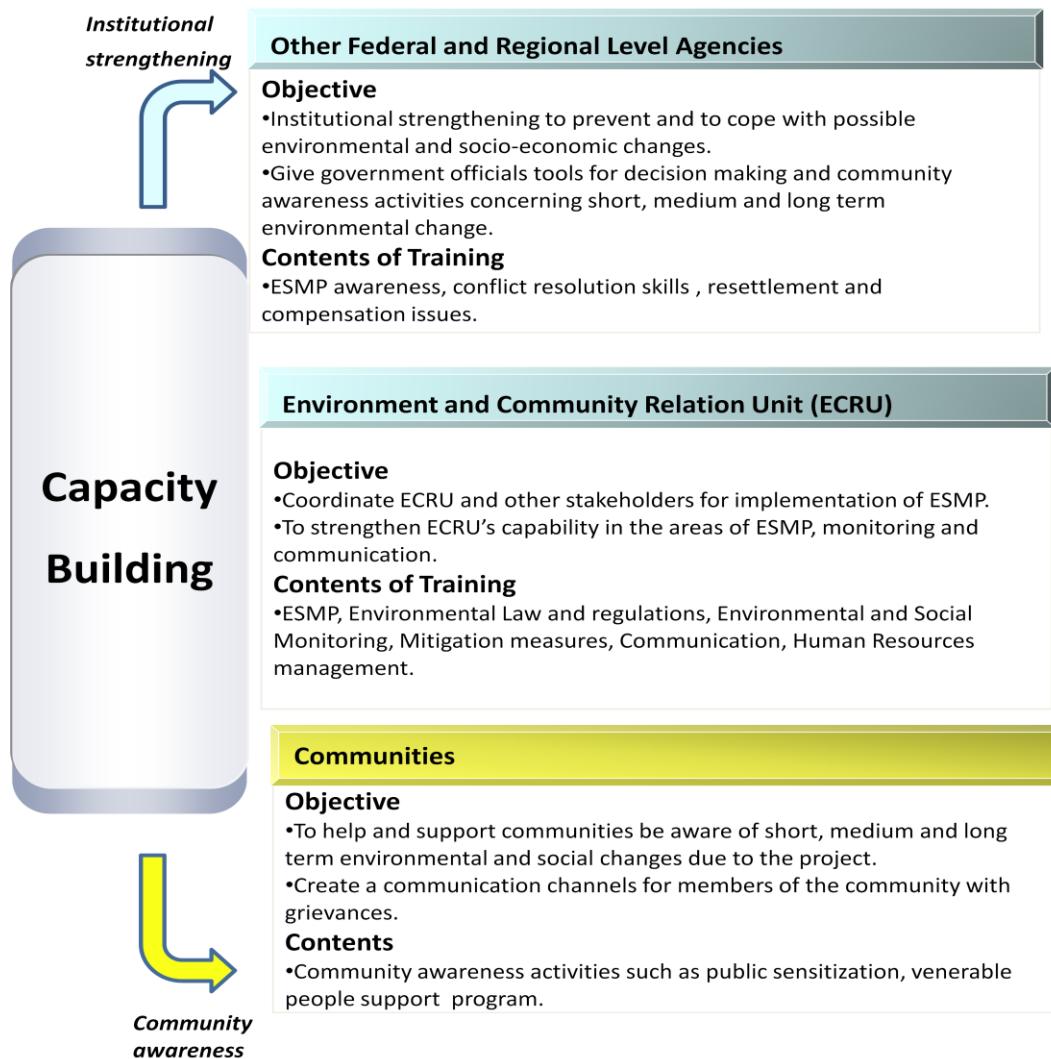 Institutional
strengthening
Other Federal and Regional Level Agencies
Objective
•Institutional strengthening to prevent and to cope with possible
environmental and socio-economic changes.
•Give government officials tools for decision making and community
awareness activities concerning short, medium and long term
environmental change.
Contents of Training
•ESMP awareness, conflict resolution skills , resettlement and
compensation issues.
Capacity
Building
Environment and Community Relation Unit (ECRU)
Objective
•Coordinate ECRU and other stakeholders for implementation of ESMP.
•To strengthen ECRU’s capability in the areas of ESMP, monitoring and
communication.
Contents of Training
•ESMP, Environmental Law and regulations, Environmental and Social
Monitoring, Mitigation measures, Communication, Human Resources
management.
Communities
Objective
•To help and support communities be aware of short, medium and long
term environmental and social changes due to the project.
•Create a communication channels for members of the community with
grievances.
Contents
•Community awareness activities such as public sensitization, venerable
people support  program.
Community
awareness